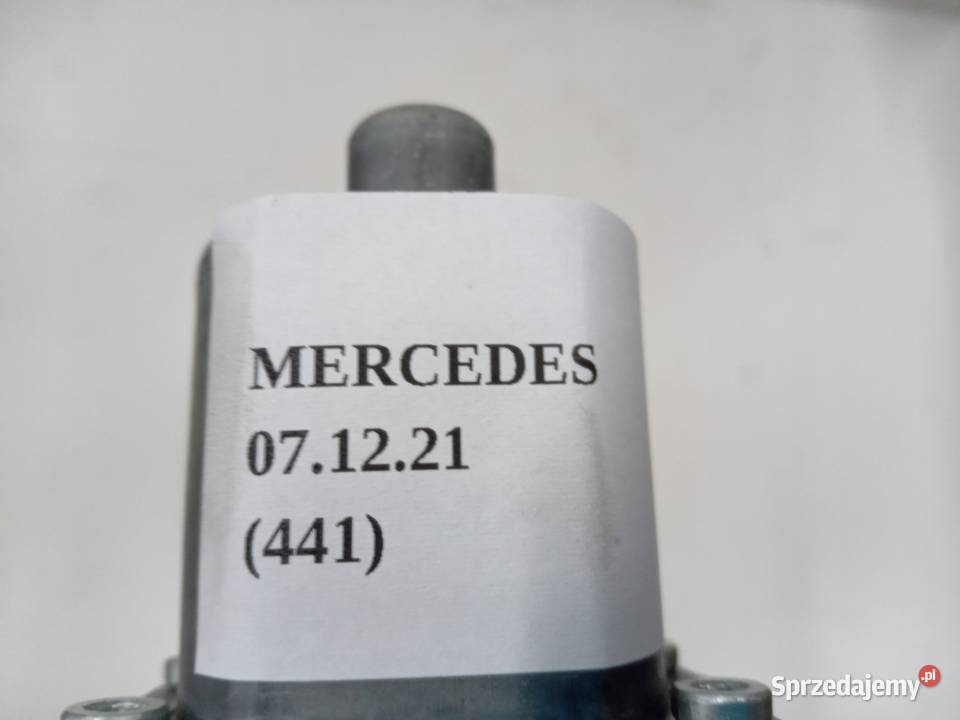 MERCEDES
07.12.21
(441)
Sprzedajemy.pl